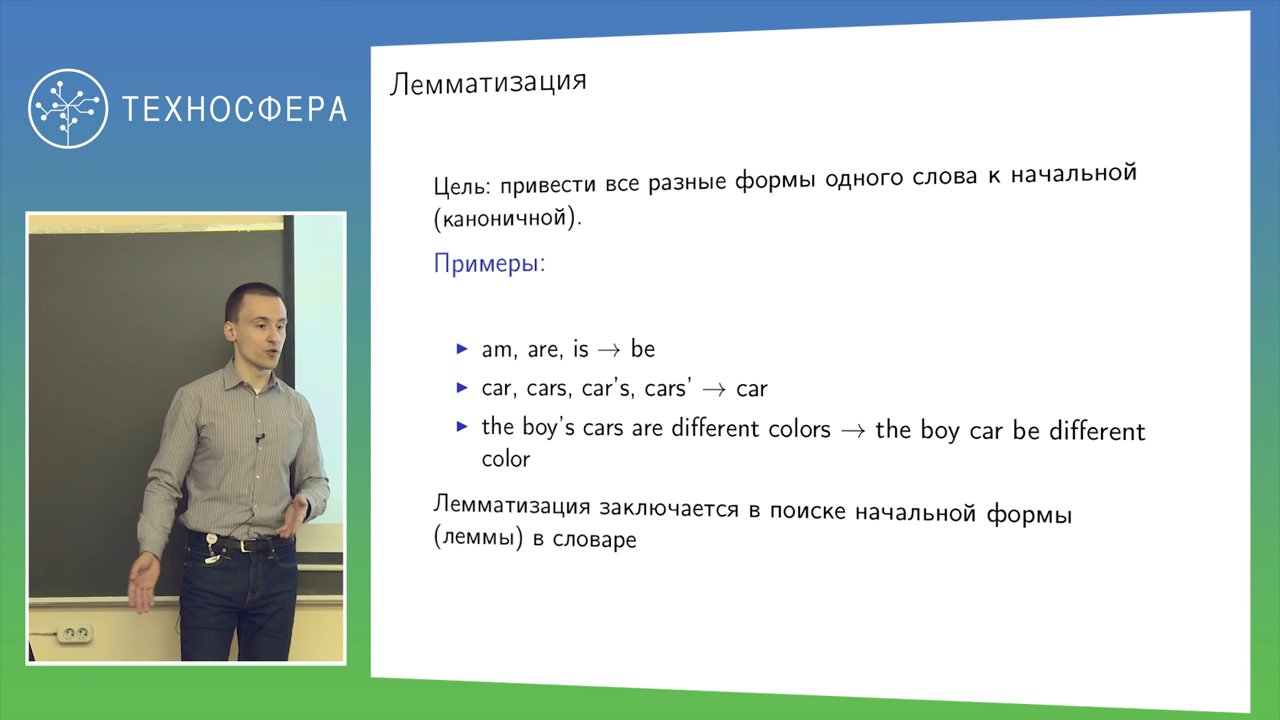 ТЕХНОСФЕРА
Лемматизация
Цель: привести все разные формы одного слова к начальной
(каноничной).
Примеры:
▶ am, are, is → be
▶ car, cars, car's, cars' → car
▶ the boy's cars are different colors → the boy car be different
color
Лемматизация заключается в поиске начальной формы
(леммы) в словаре